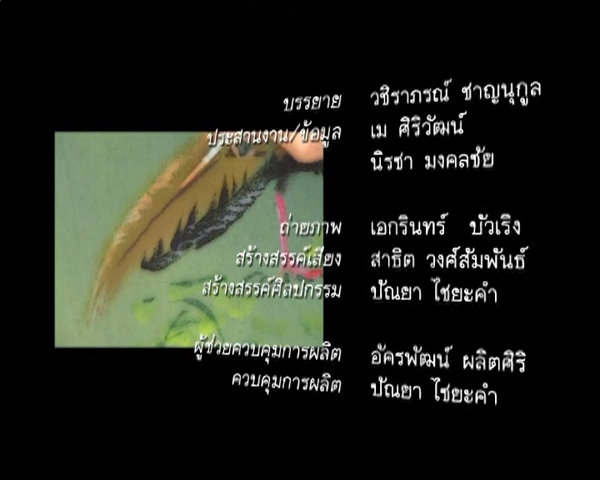 บรรยาย วชิราภรณ์ ชาญนุกูล
ประสานงาน/ข้อมูล เม ศิริวัฒน์
นิรชา มงคลชัย
ถ่ายภาพ เอกรินทร์ บัวเริง
สร้างสรรค์เสียง สาธิต วงศ์สัมพันธ์
สร้างสรรค์ศิลปกรรม ปัณยา ไชยะคำ
ผู้ช่วยควบคุมการผลิต อัครพัฒน์ ผลิตศิริ
ควบคุมการผลิต ปัณยา ไชยะคำ